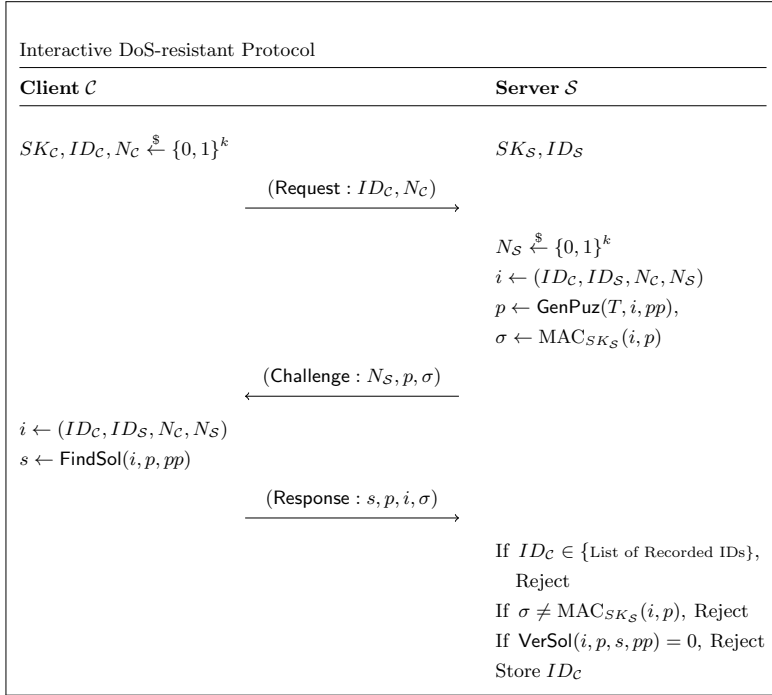 Interactive DoS-resistant Protocol
Client 𝒞 Server 𝒮
SK_𝒞, ID_𝒞, N_𝒞 ←$ {0, 1}^k SK_𝒮, ID_𝒮
(Request : ID_𝒞, N_𝒞)
N_𝒮 ←$ {0, 1}^k
i ← (ID_𝒞, ID_𝒮, N_𝒞, N_𝒮)
p ← GenPuz(T, i, pp),
σ ← MAC_{SK_𝒮}(i, p)
(Challenge : N_𝒮, p, σ)
i ← (ID_𝒞, ID_𝒮, N_𝒞, N_𝒮)
s ← FindSol(i, p, pp)
(Response : s, p, i, σ)
If ID_𝒞 ∈ {List of Recorded IDs},
Reject
If σ ≠ MAC_{SK_𝒮}(i, p), Reject
If VerSol(i, p, s, pp) = 0, Reject
Store ID_𝒞